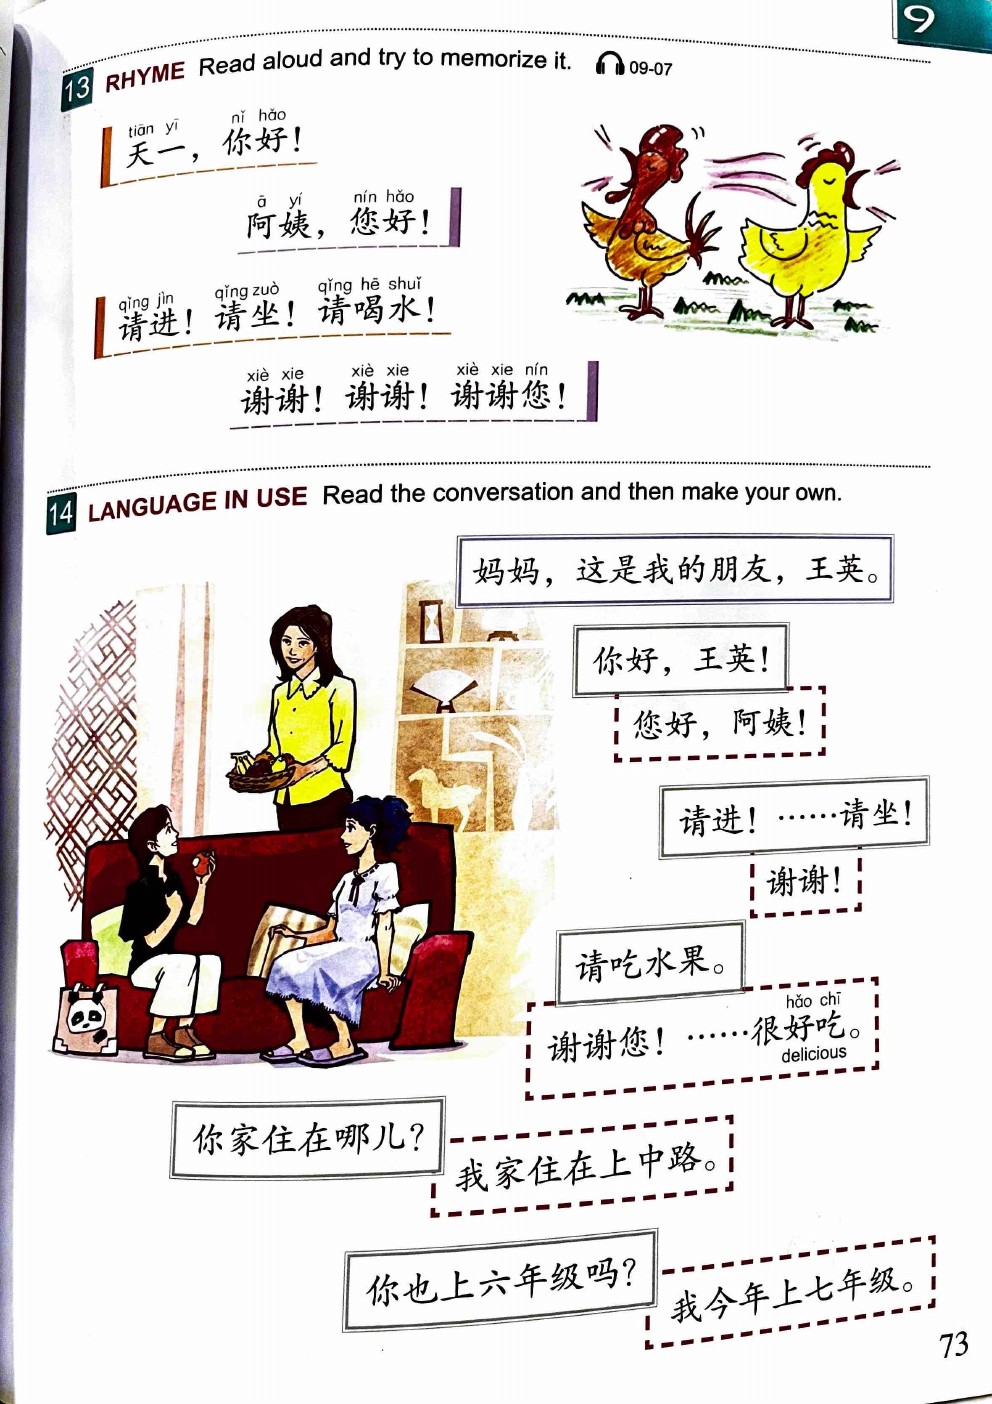 9
13 RHYME Read aloud and try to memorize it. 09-07
tiān yī nǐ hǎo
天一，你好！
ā yí nín hǎo
阿姨，您好！
qǐng jìn qǐng zuò qǐng hē shuǐ
请进！请坐！请喝水！
xiè xie xiè xie xiè xie nín
谢谢！谢谢！谢谢您！
14 LANGUAGE IN USE Read the conversation and then make your own.
妈妈，这是我的朋友，王英。
你好，王英！
您好，阿姨！
请进！……请坐！
谢谢！
请吃水果。
hǎo chī
谢谢您！……很好吃。
delicious
你家住在哪儿？
我家住在上中路。
你也上六年级吗？
我今年上七年级。
73